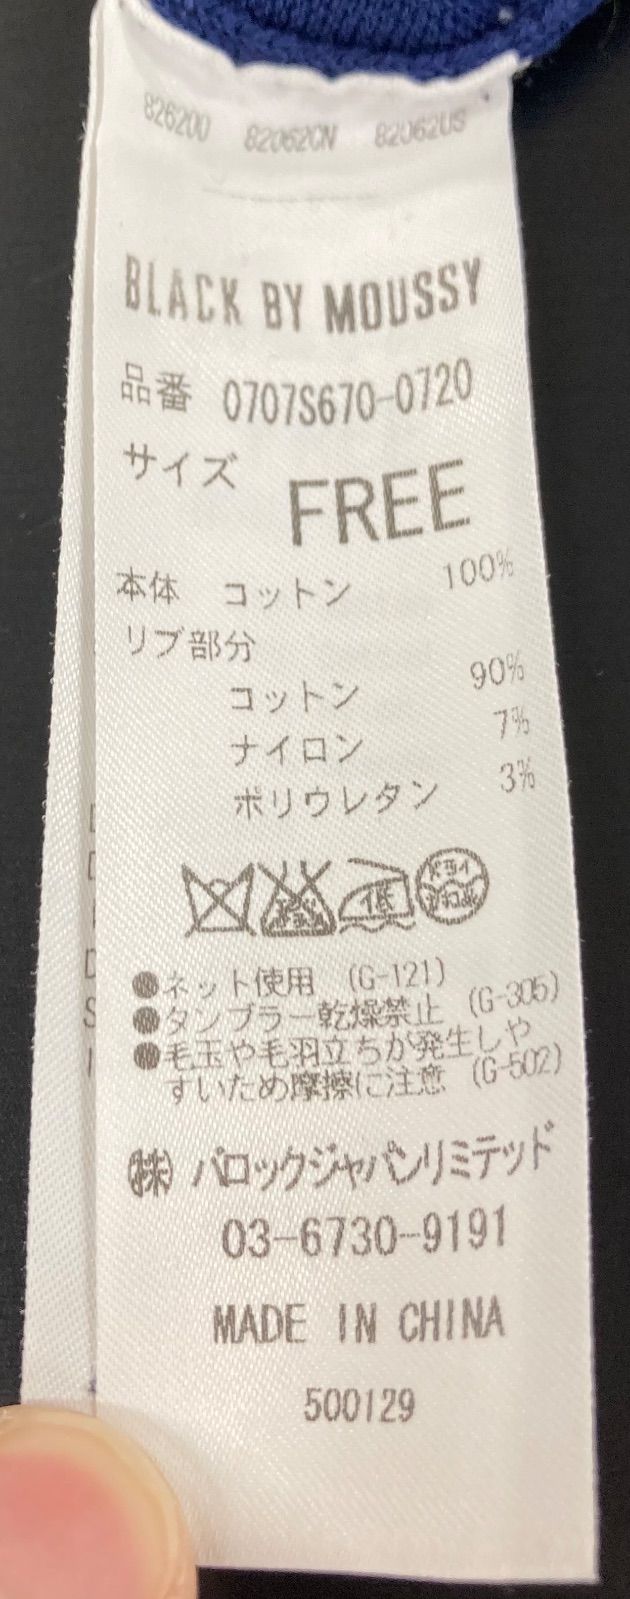 826200 82062CN 82062US
BLACK BY MOUSSY
品番 0707S670-0720
サイズ FREE
本体 コットン 100%
リブ部分
コットン 90%
ナイロン 7%
ポリウレタン 3%
低
ドライ
●ネット使用 (G-121)
●タンブラー乾燥禁止 (G-305)
●毛玉や毛羽立ちが発生しや
すいため摩擦に注意 (G-502)
㈱ バロックジャパンリミテッド
03-6730-9191
MADE IN CHINA
500129